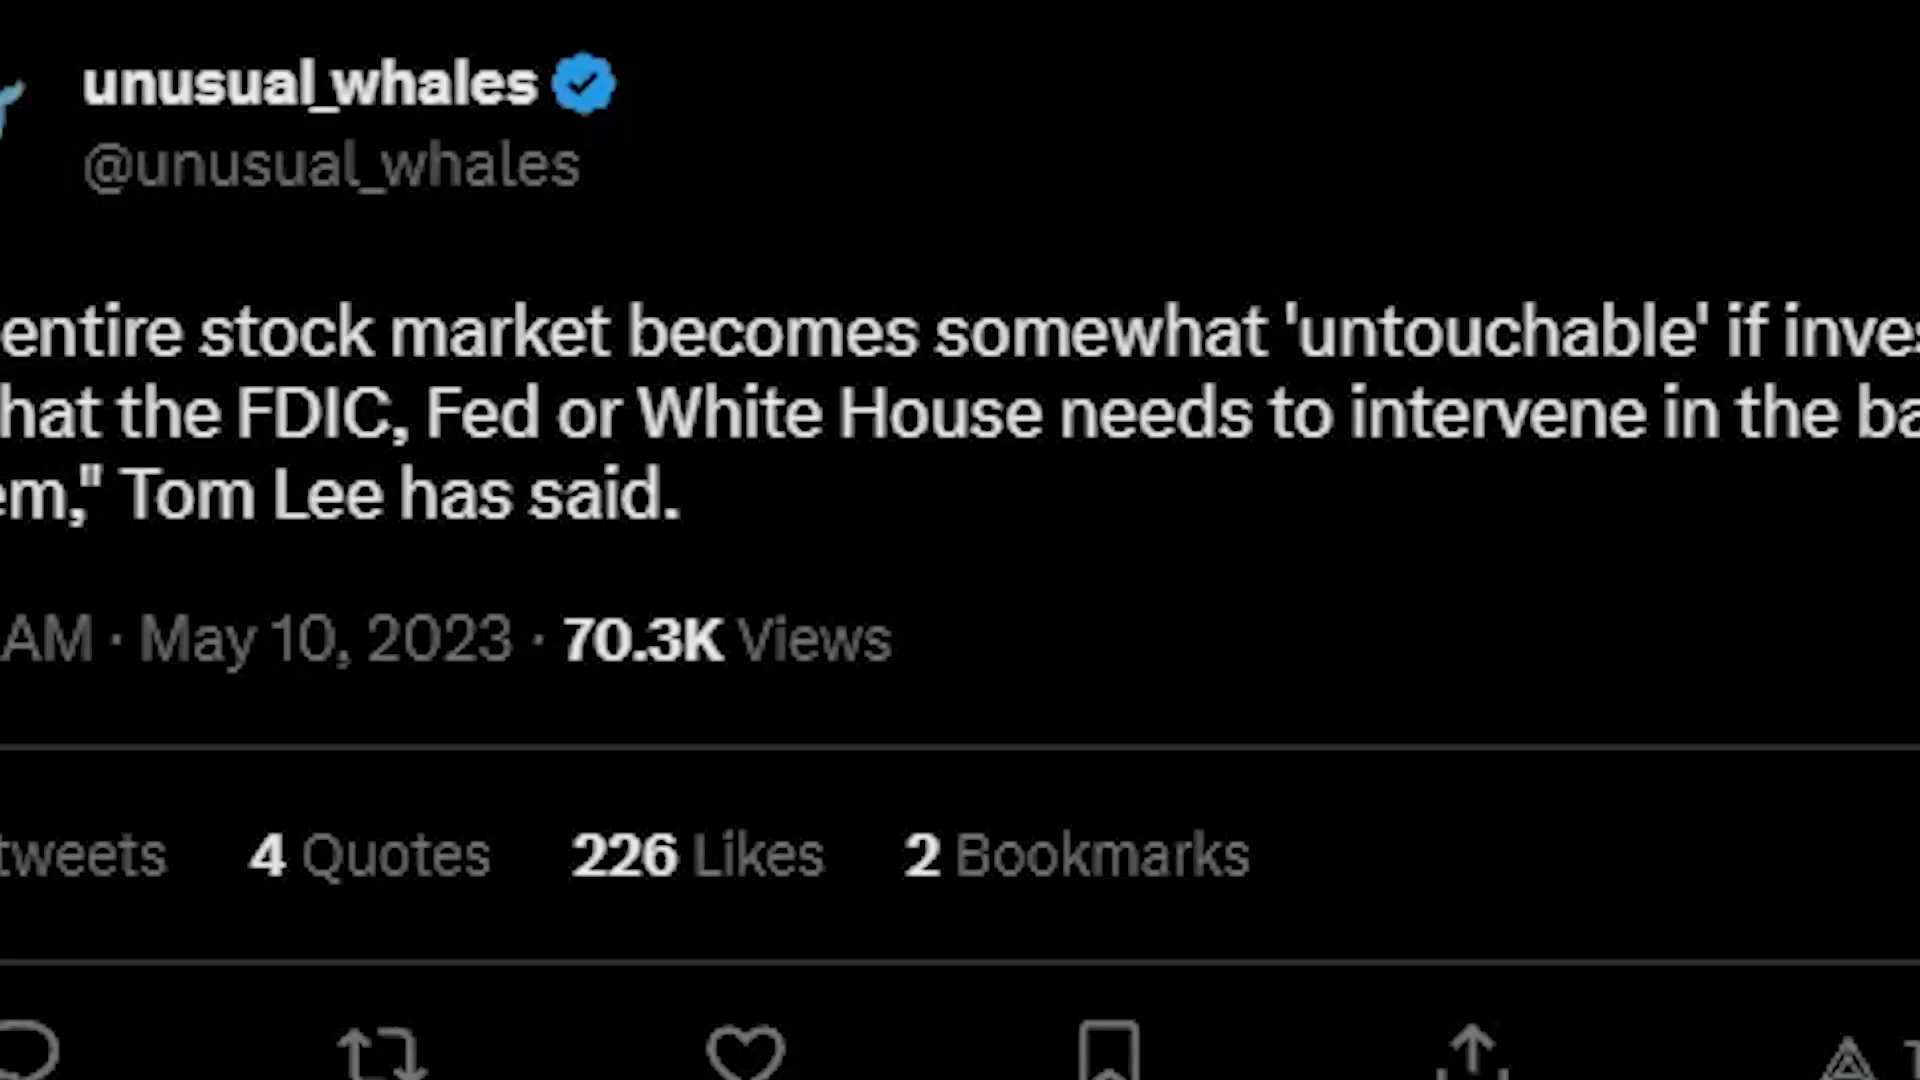 unusual_whales
@unusual_whales
entire stock market becomes somewhat 'untouchable' if inves
hat the FDIC, Fed or White House needs to intervene in the ba
em," Tom Lee has said.
AM · May 10, 2023 · 70.3K Views
tweets 4 Quotes 226 Likes 2 Bookmarks